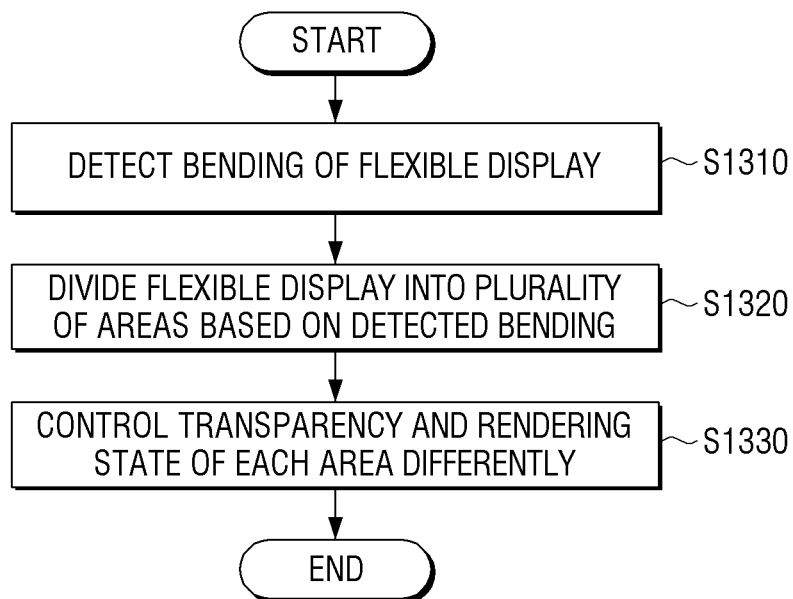 START
DETECT BENDING OF FLEXIBLE DISPLAY
S1310
DIVIDE FLEXIBLE DISPLAY INTO PLURALITY
OF AREAS BASED ON DETECTED BENDING
S1320
CONTROL TRANSPARENCY AND RENDERING
STATE OF EACH AREA DIFFERENTLY
S1330
END